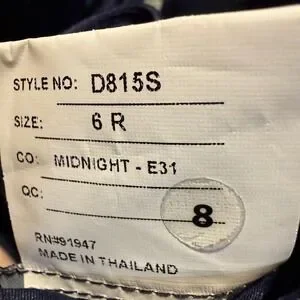 STYLE NO: D815S
SIZE: 6 R
CO: MIDNIGHT - E31
QC: 8
RN#91947
MADE IN THAILAND